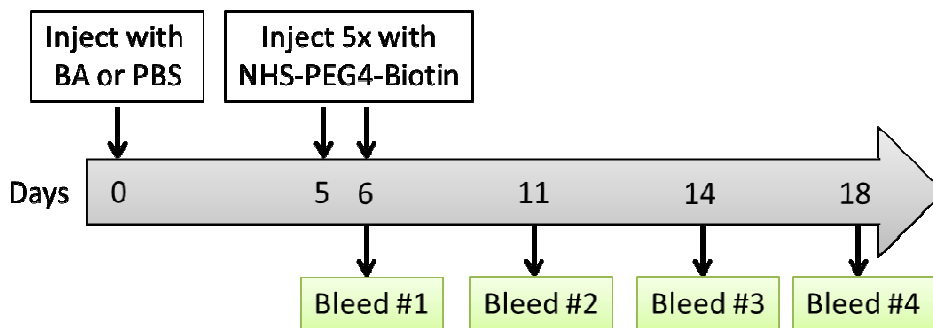 Inject with
BA or PBS
Inject 5x with
NHS-PEG4-Biotin
Days 0 5 6 11 14 18
Bleed #1 Bleed #2 Bleed #3 Bleed #4